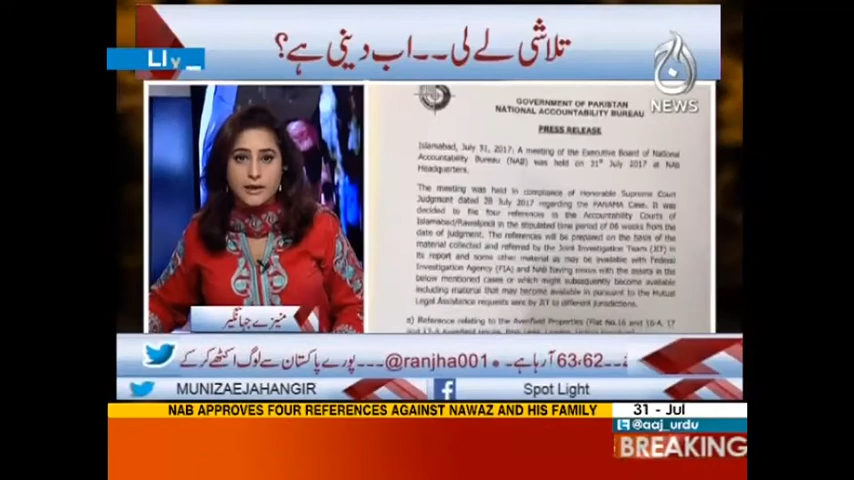 تلاشی لے لی۔۔اب دینی ہے؟
LIV
NEWS
GOVERNMENT OF PAKISTAN
NATIONAL ACCOUNTABILITY BUREAU
PRESS RELEASE
Islamabad, July 31, 2017: A meeting of the Executive Board of National
Accountability Bureau (NAB) was held on 31st July 2017 at NAB
Headquarters.
The meeting was held in compliance of Honorable Supreme Court
Judgment dated 28 July 2017 regarding the PANAMA Case. It was
decided to file four references in the Accountability Courts of
Islamabad/Rawalpindi in the stipulated time period of 06 weeks from the
date of judgment. The references will be prepared on the basis of the
material collected and referred by the Joint Investigation Team (JIT) in
its report and some other material as may be available with Federal
Investigation Agency (FIA) and NAB having nexus with the assets in the
below mentioned cases or which might subsequently become available
including material that may become available in pursuant to the Mutual
Legal Assistance requests sent by JIT to different jurisdictions.
a) Reference relating to the Avenfield Properties (Flat No.16 and 16-A, 17
منیزے جہانگیر
63،62 آرہا ہے۔ @ranjha001۔۔۔پورے پاکستان سے لوگ اکٹھے کر کے
MUNIZAEJAHANGIR
Spot Light
NAB APPROVES FOUR REFERENCES AGAINST NAWAZ AND HIS FAMILY
31 - Jul
@aaj_urdu
BREAKING